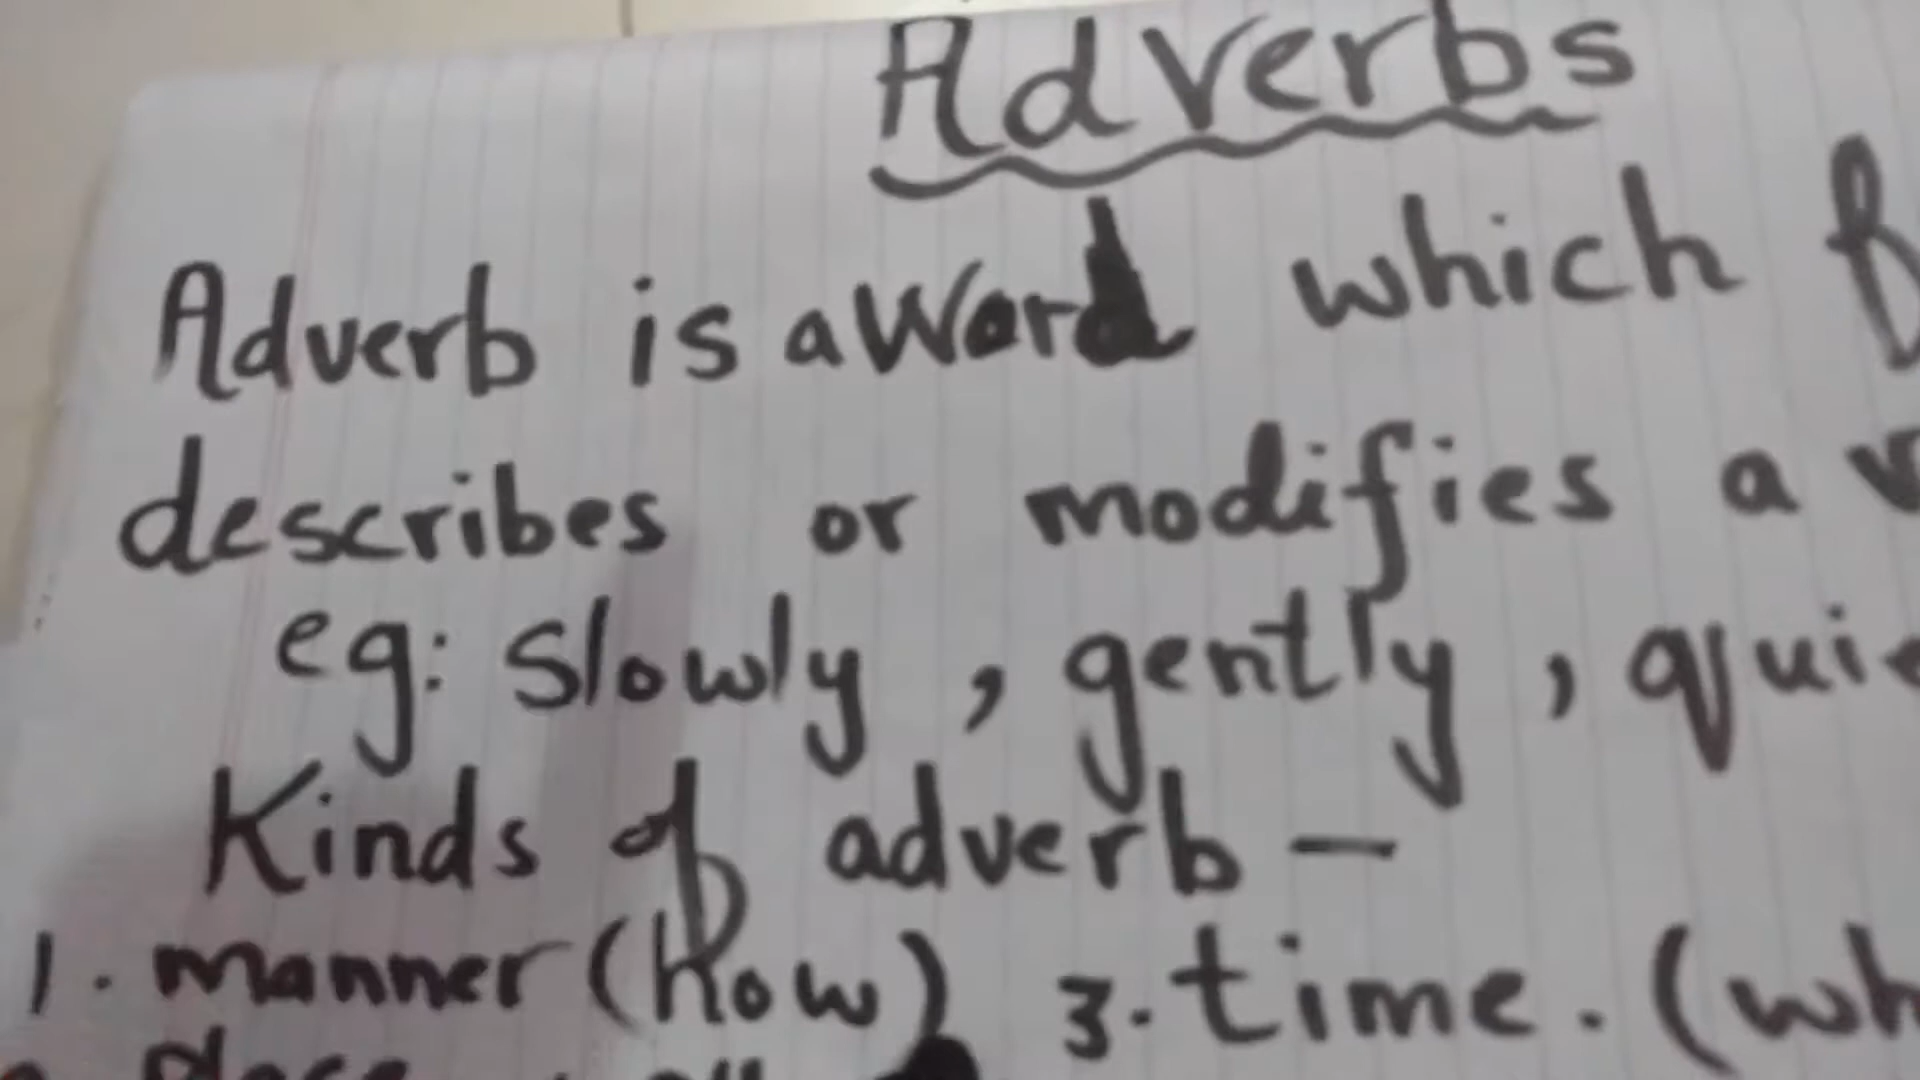 Adverbs
Adverb is a Word which
describes or modifies a
eg: Slowly, gently,
Kinds of adverb —
1. manner (how) 3. time. (
place